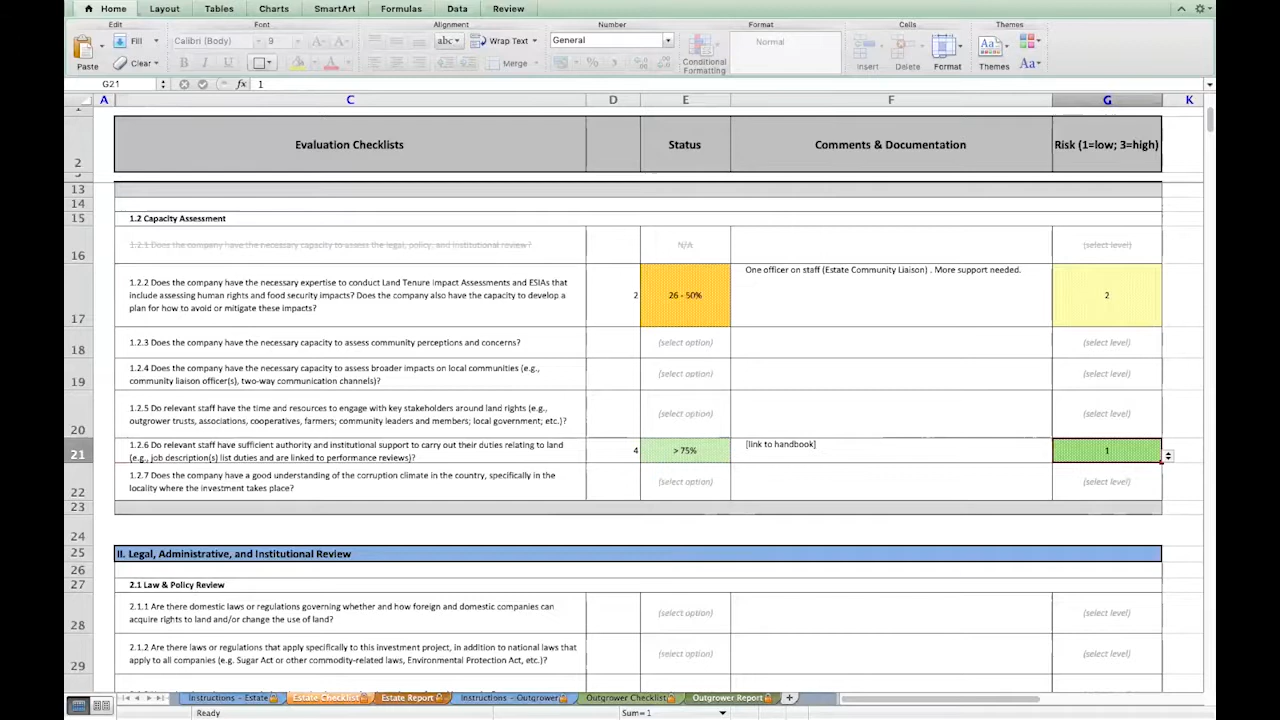 Home Layout Tables Charts SmartArt Formulas Data Review
Edit Font Alignment Number Format Cells Themes
Paste Fill Clear Calibri (Body) 9 abc Wrap Text Merge General Conditional Formatting Normal Insert Delete Format Themes Aa
G21 fx 1
A C D E F G K
2 Evaluation Checklists Status Comments & Documentation Risk (1=low; 3=high)
13
14
15 1.2 Capacity Assessment
16 1.2.1 Does the company have the necessary capacity to assess the legal, policy, and institutional review? N/A (select level)
1.2.2 Does the company have the necessary expertise to conduct Land Tenure Impact Assessments and ESIAs
that include assessing human rights and food security impacts? Does the company also have the capacity to develop a
plan for how to avoid or mitigate these impacts?
17 2 26 - 50% One officer on staff (Estate Community Liaison) . More support needed. 2
18 1.2.3 Does the company have the necessary capacity to assess community perceptions and concerns? (select option) (select level)
1.2.4 Does the company have the necessary capacity to assess broader impacts on local communities (e.g.,
community liaison officer(s), two-way communication channels)?
19 (select option) (select level)
1.2.5 Do relevant staff have the time and resources to engage with key stakeholders around land rights (e.g.,
outgrower trusts, associations, cooperatives, farmers; community leaders and members; local government; etc.)?
20 (select option) (select level)
1.2.6 Do relevant staff have sufficient authority and institutional support to carry out their duties relating to land
(e.g., job description(s) list duties and are linked to performance reviews)?
21 4 > 75% [link to handbook] 1
1.2.7 Does the company have a good understanding of the corruption climate in the country, specifically in the
locality where the investment takes place?
22 (select option) (select level)
23
24
25 II. Legal, Administrative, and Institutional Review
26
27 2.1 Law & Policy Review
2.1.1 Are there domestic laws or regulations governing whether and how foreign and domestic companies can
acquire rights to land and/or change the use of land?
28 (select option) (select level)
2.1.2 Are there laws or regulations that apply specifically to this investment project, in addition to national laws that
apply to all companies (e.g. Sugar Act or other commodity-related laws, Environmental Protection Act, etc.)?
29 (select option) (select level)
Instructions - Estate Estate Checklist Estate Report Instructions - Outgrower Outgrower Checklist Outgrower Report
Ready Sum=1